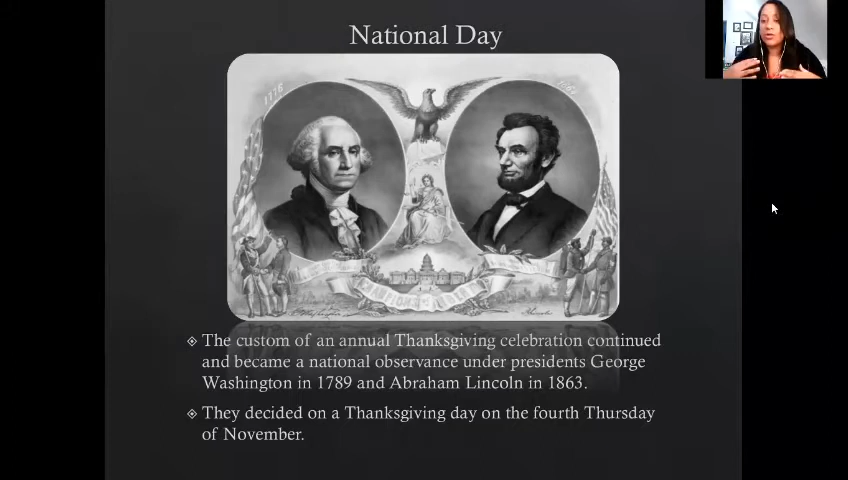 National Day
1776
◈ The custom of an annual Thanksgiving celebration continued
and became a national observance under presidents George
Washington in 1789 and Abraham Lincoln in 1863.
◈ They decided on a Thanksgiving day on the fourth Thursday
of November.